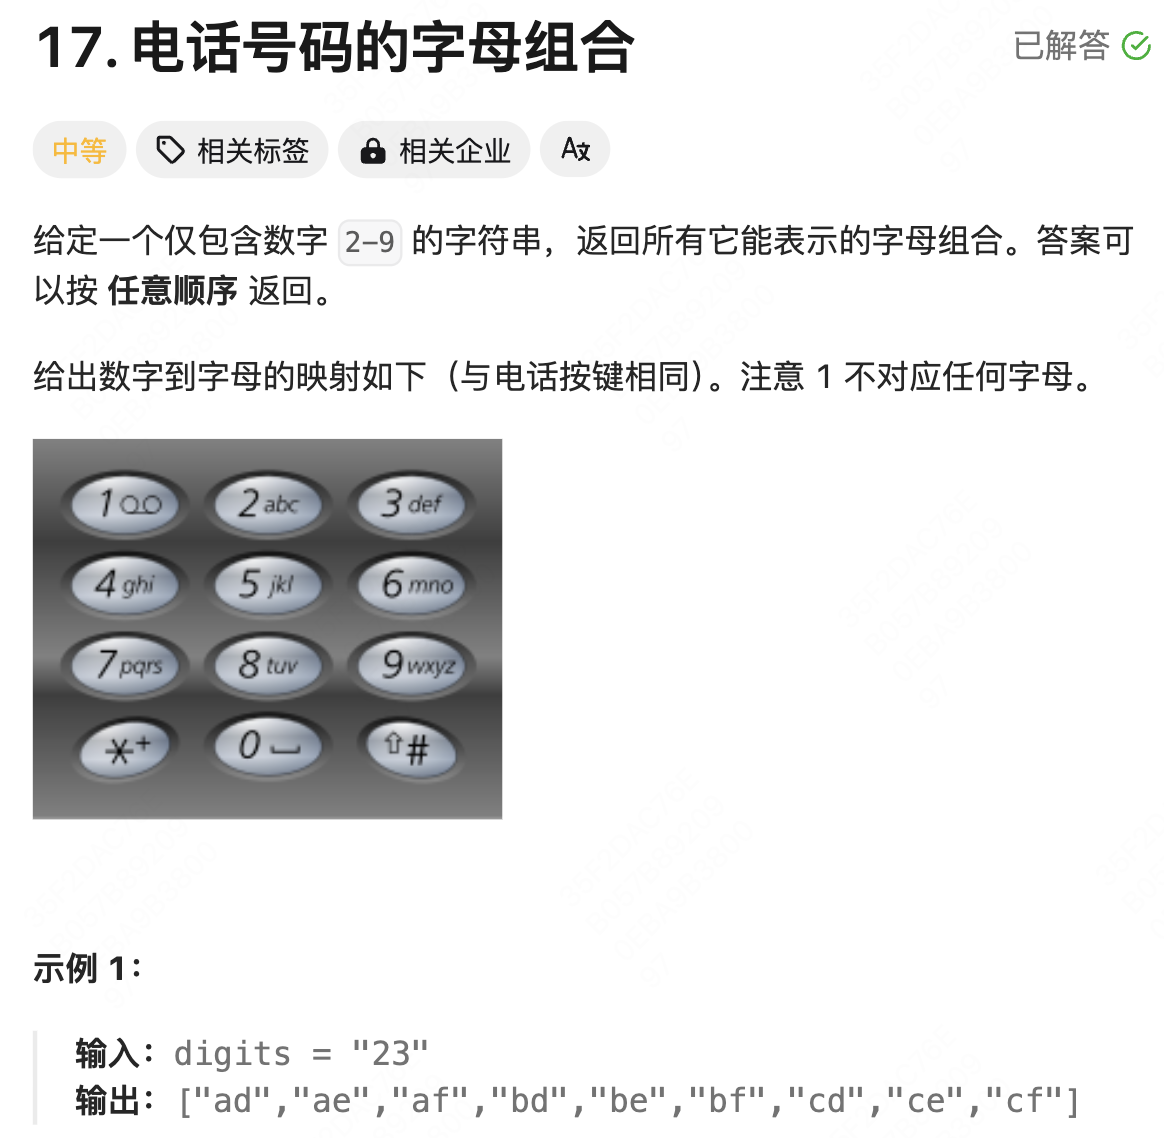 17. 电话号码的字母组合
已解答
中等 相关标签 相关企业
给定一个仅包含数字 2-9 的字符串，返回所有它能表示的字母组合。答案可
以按 任意顺序 返回。
给出数字到字母的映射如下（与电话按键相同）。注意 1 不对应任何字母。
1 2 abc 3 def
4 ghi 5 jkl 6 mno
7 pqrs 8 tuv 9 wxyz
*+ 0 #
示例 1：
输入：digits = "23"
输出：["ad","ae","af","bd","be","bf","cd","ce","cf"]